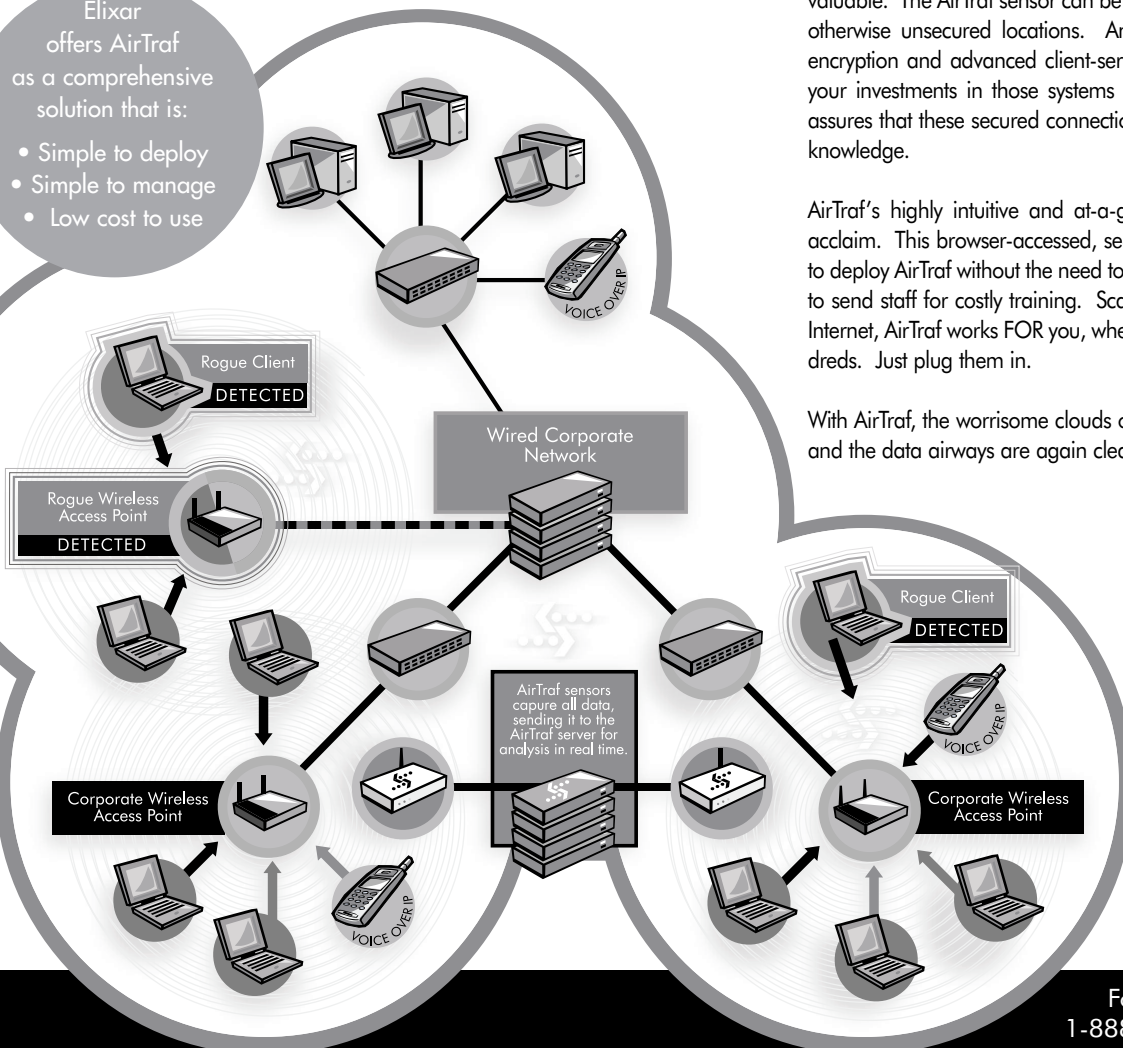 Elixar
offers AirTraf
as a comprehensive
solution that is:
• Simple to deploy
• Simple to manage
• Low cost to use
valuable. The AirTraf sensor can be
otherwise unsecured locations. An
encryption and advanced client-ser
your investments in those systems
assures that these secured connectio
knowledge.
AirTraf's highly intuitive and at-a-g
acclaim. This browser-accessed, se
to deploy AirTraf without the need to
to send staff for costly training. Sca
Internet, AirTraf works FOR you, whe
dreds. Just plug them in.
With AirTraf, the worrisome clouds o
and the data airways are again clea
VOICE OVER IP
Rogue Client
DETECTED
Wired Corporate
Network
Rogue Wireless
Access Point
DETECTED
Rogue Client
DETECTED
VOICE OVER IP
AirTraf sensors
capure all data,
sending it to the
AirTraf server for
analysis in real time.
Corporate Wireless
Access Point
Corporate Wireless
Access Point
VOICE OVER IP
Fo
1-888